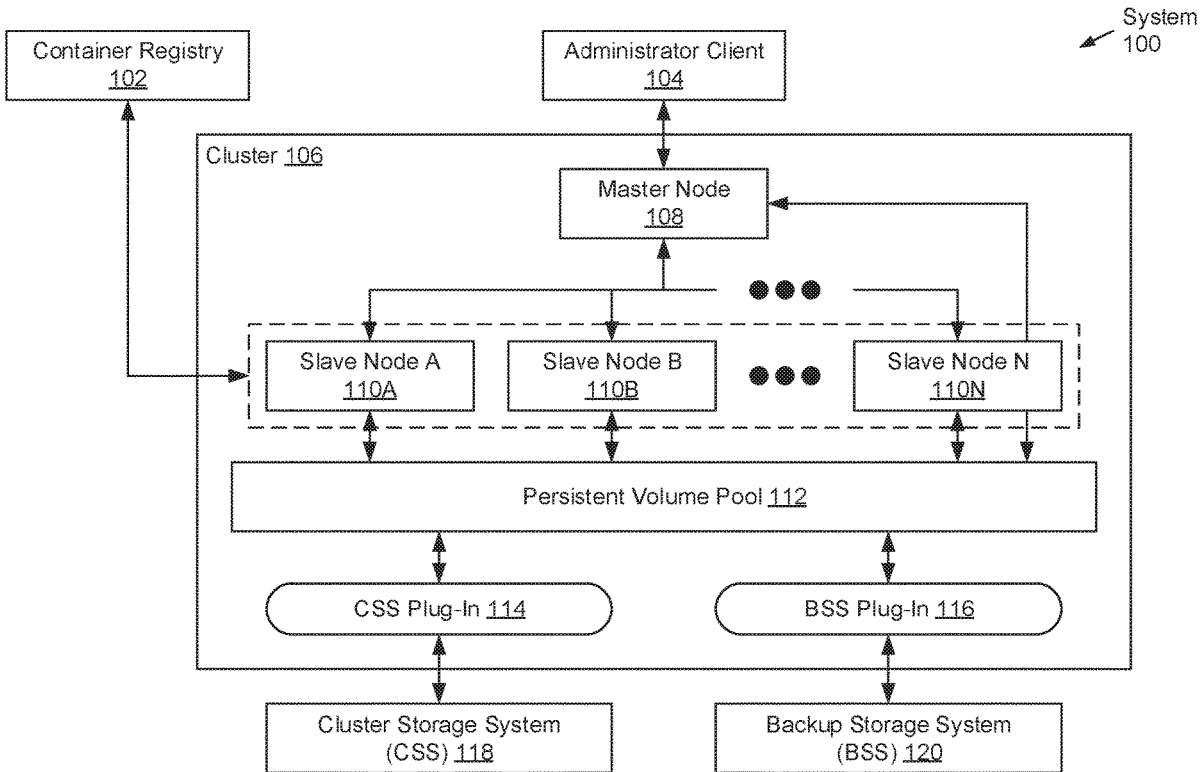 System
100
Container Registry
102
Administrator Client
104
Cluster 106
Master Node
108
Slave Node A
110A
Slave Node B
110B
Slave Node N
110N
Persistent Volume Pool 112
CSS Plug-In 114
BSS Plug-In 116
Cluster Storage System
(CSS) 118
Backup Storage System
(BSS) 120